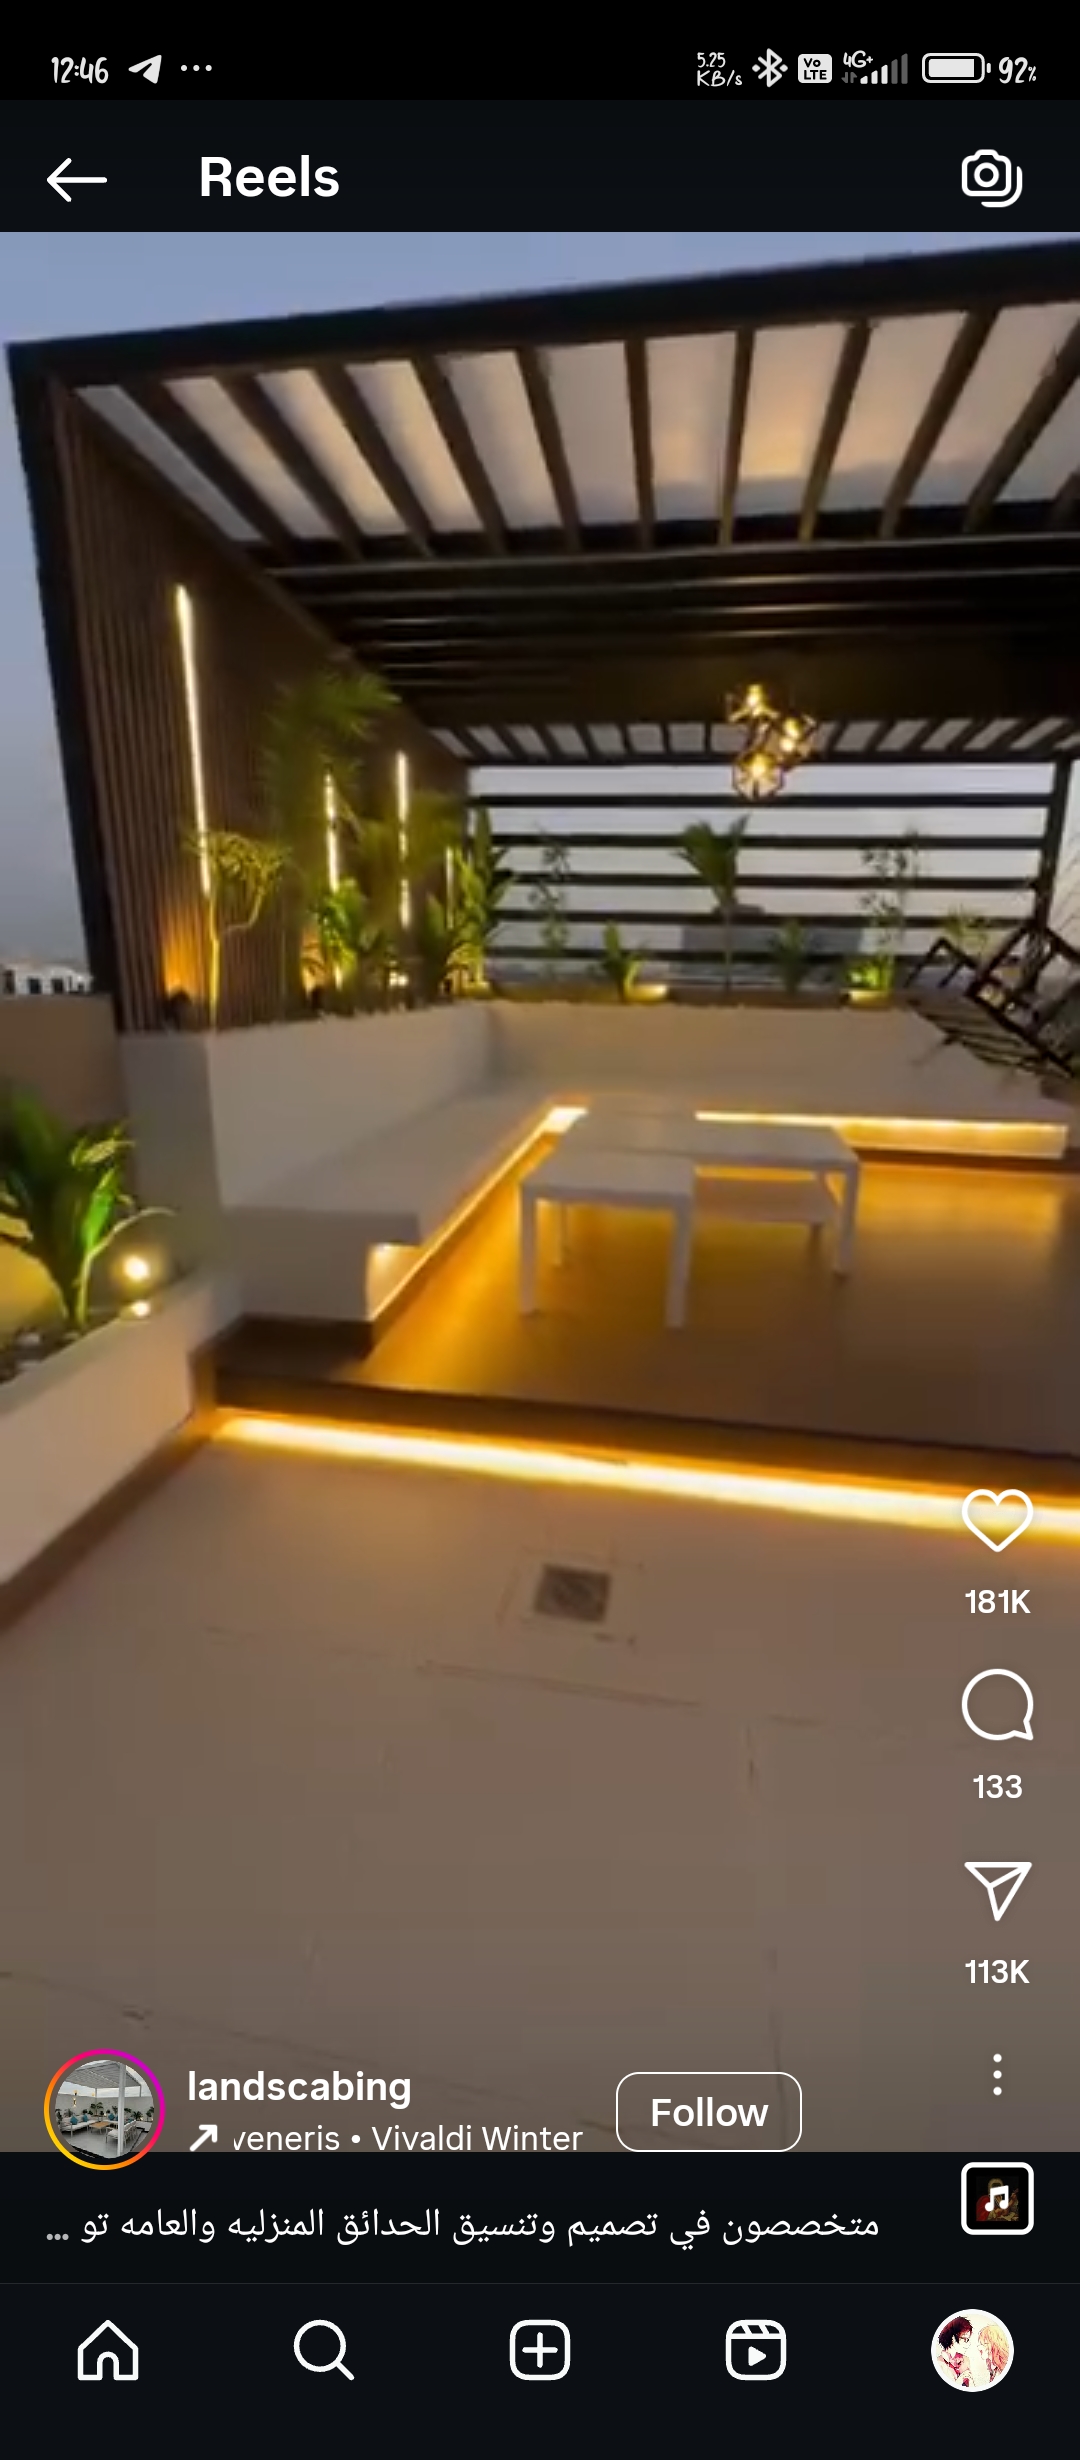 12:46 ... 5.25 KB/s Vo LTE 4G+ 92%
Reels
181K
133
113K
landscabing
Follow
veneris • Vivaldi Winter
متخصصون في تصميم وتنسيق الحدائق المنزليه والعامه تو ...